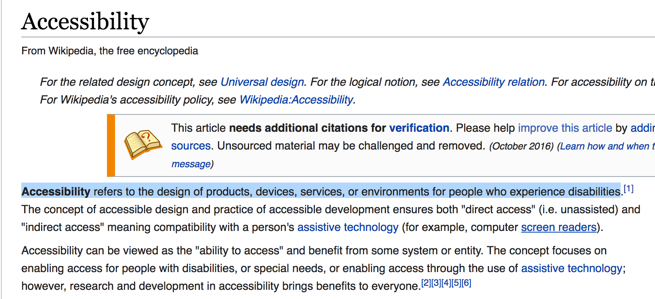 Accessibility
From Wikipedia, the free encyclopedia
For the related design concept, see Universal design. For the logical notion, see Accessibility relation. For accessibility on
For Wikipedia's accessibility policy, see Wikipedia:Accessibility.
This article needs additional citations for verification. Please help improve this article by
sources. Unsourced material may be challenged and removed. (October 2016) (Learn how and when
message)
Accessibility refers to the design of products, devices, services, or environments for people who experience disabilities.[1]
The concept of accessible design and practice of accessible development ensures both "direct access" (i.e. unassisted) and
"indirect access" meaning compatibility with a person's assistive technology (for example, computer screen readers).
Accessibility can be viewed as the "ability to access" and benefit from some system or entity. The concept focuses on
enabling access for people with disabilities, or special needs, or enabling access through the use of assistive technology;
however, research and development in accessibility brings benefits to everyone.[2][3][4][5][6]